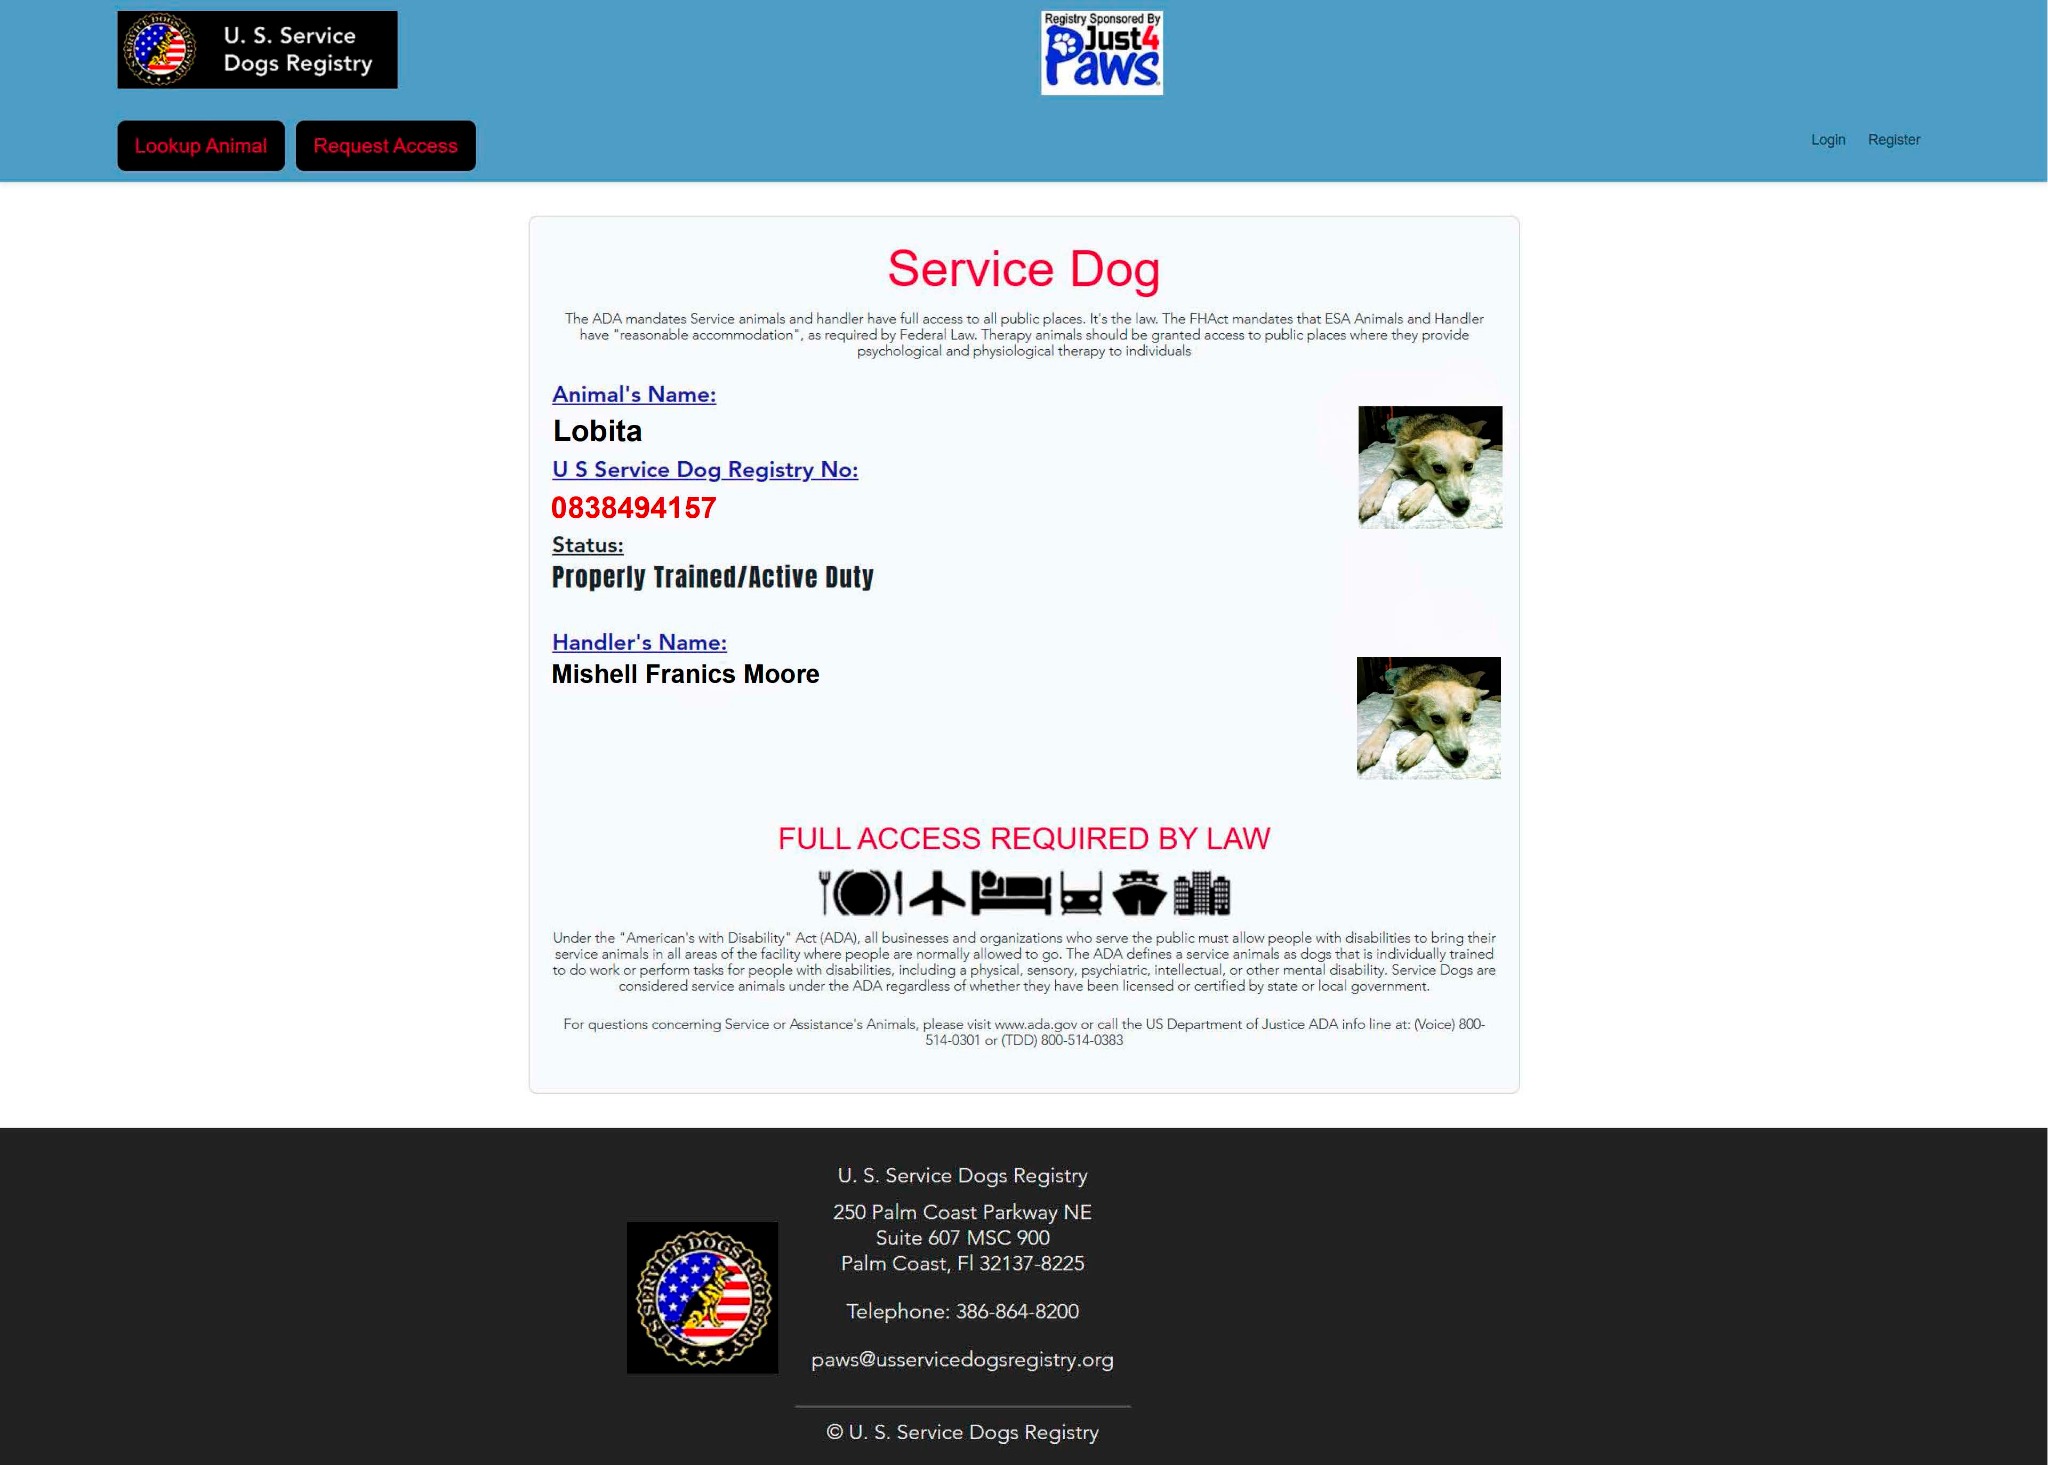 U. S. Service
Dogs Registry
Registry Sponsored By
Just4
Paws
Lookup Animal
Request Access
Login
Register
Service Dog
The ADA mandates Service animals and handler have full access to all public places. It's the law. The FHAct mandates that ESA Animals and Handler
have "reasonable accommodation", as required by Federal Law. Therapy animals should be granted access to public places where they provide
psychological and physiological therapy to individuals
Animal's Name:
Lobita
U S Service Dog Registry No:
0838494157
Status:
Properly Trained/Active Duty
Handler's Name:
Mishell Franics Moore
FULL ACCESS REQUIRED BY LAW
Under the "American's with Disability" Act (ADA), all businesses and organizations who serve the public must allow people with disabilities to bring their
service animals in all areas of the facility where people are normally allowed to go. The ADA defines a service animals as dogs that is individually trained
to do work or perform tasks for people with disabilities, including a physical, sensory, psychiatric, intellectual, or other mental disability. Service Dogs are
considered service animals under the ADA regardless of whether they have been licensed or certified by state or local government.
For questions concerning Service or Assistance's Animals, please visit www.ada.gov or call the US Department of Justice ADA info line at: (Voice) 800-
514-0301 or (TDD) 800-514-0383
U. S. Service Dogs Registry
250 Palm Coast Parkway NE
Suite 607 MSC 900
Palm Coast, Fl 32137-8225
Telephone: 386-864-8200
paws@usservicedogsregistry.org
U S SERVICE DOGS REGISTRY
© U. S. Service Dogs Registry